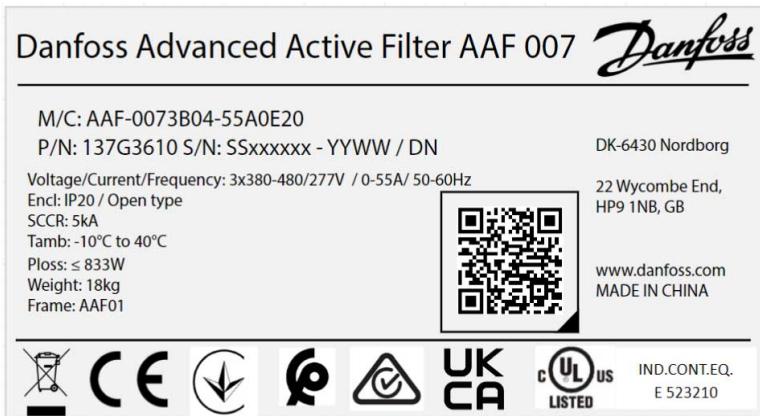 Danfoss Advanced Active Filter AAF 007
Danfoss
M/C: AAF-0073B04-55A0E20
P/N: 137G3610 S/N: SSxxxxxx - YYWW / DN
Voltage/Current/Frequency: 3x380-480/277V / 0-55A/ 50-60Hz
Encl: IP20 / Open type
SCCR: 5kA
Tamb: -10°C to 40°C
Ploss: ≤ 833W
Weight: 18kg
Frame: AAF01
DK-6430 Nordborg
22 Wycombe End,
HP9 1NB, GB
www.danfoss.com
MADE IN CHINA
CE
UK
CA
C UL US
LISTED
IND.CONT.EQ.
E 523210